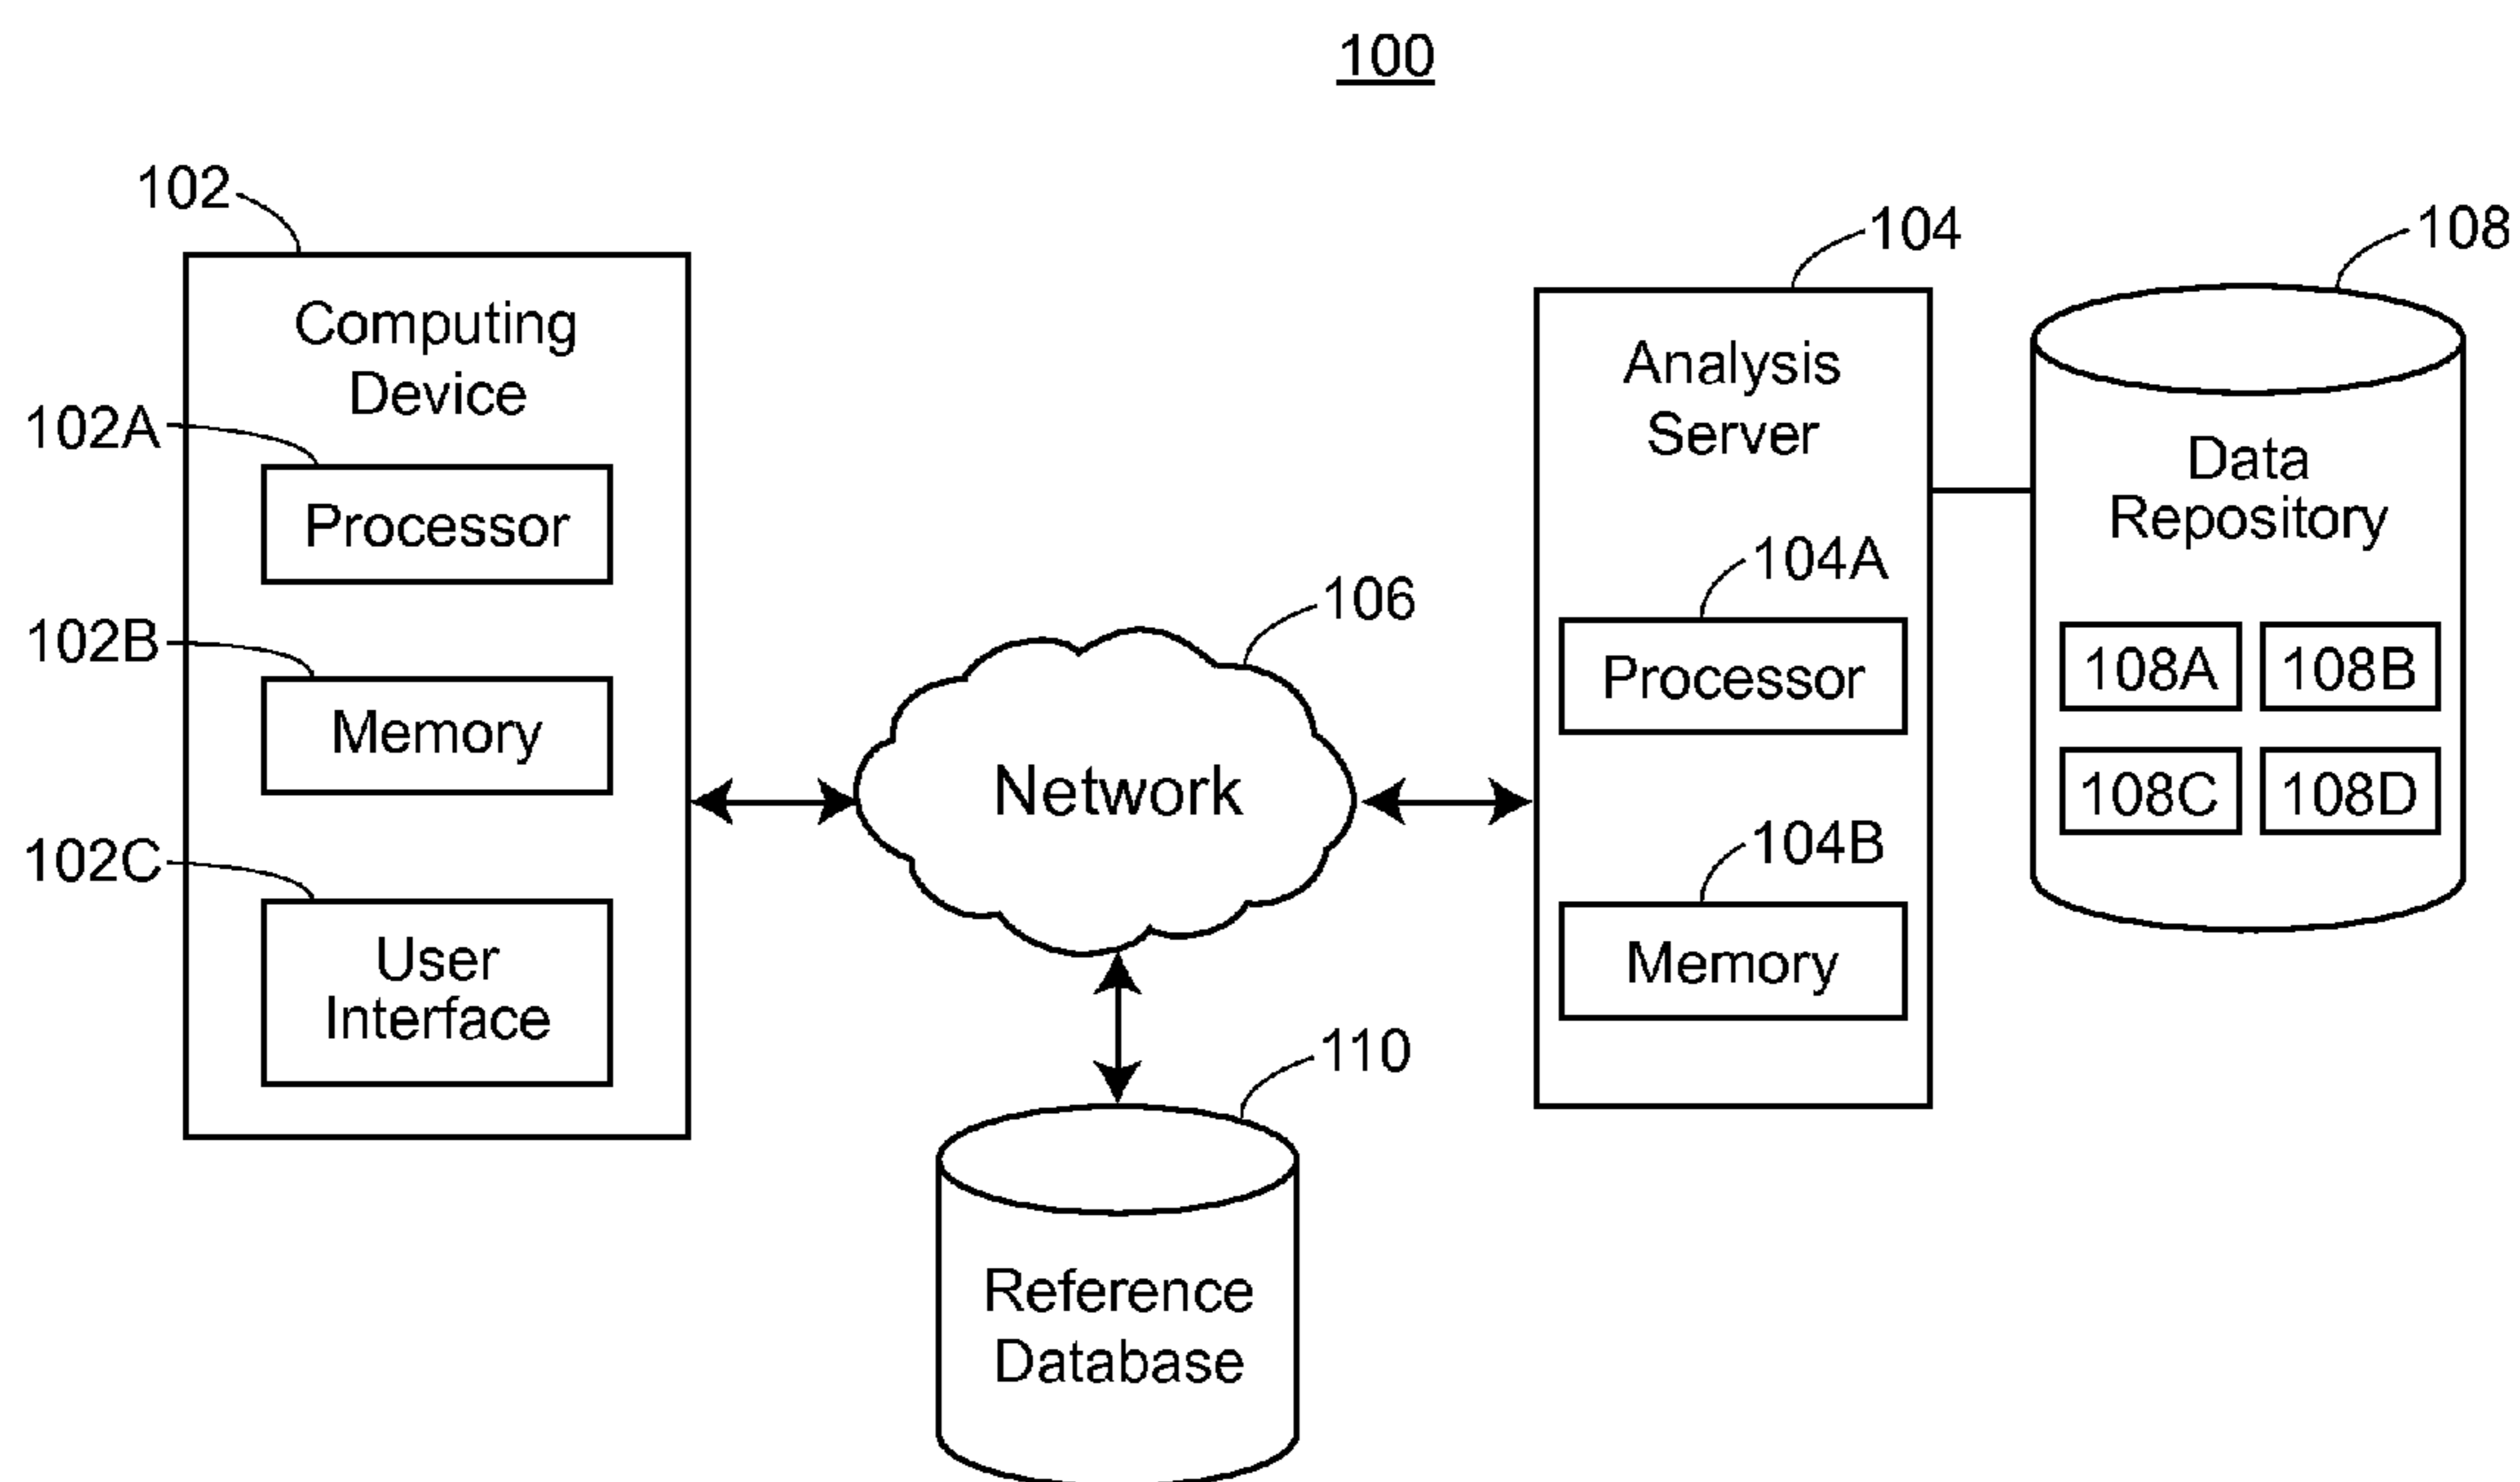 100
102
Computing
Device
102A
Processor
102B
Memory
102C
User
Interface
106
Network
110
Reference
Database
104
Analysis
Server
104A
Processor
104B
Memory
108
Data
Repository
108A 108B
108C 108D